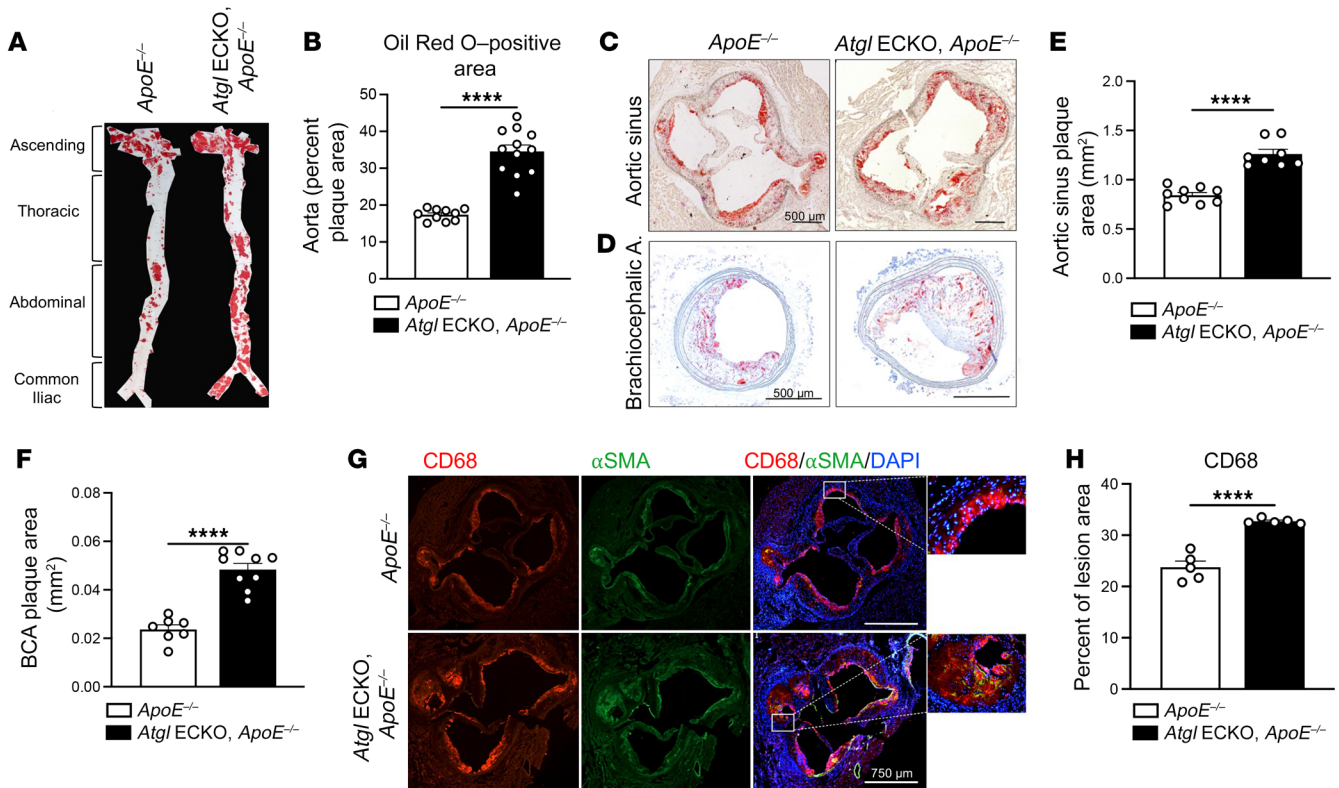 A
ApoE–/–
Atgl ECKO,
ApoE–/–
Ascending
Thoracic
Abdominal
Common
Iliac
B
Oil Red O–positive
area
****
Aorta (percent
plaque area)
50
40
30
20
10
0
ApoE–/–
Atgl ECKO, ApoE–/–
C
ApoE–/–
Atgl ECKO, ApoE–/–
Aortic sinus
500 μm
D
Brachiocephalic A.
500 μm
E
****
Aortic sinus plaque
area (mm²)
2.0
1.5
1.0
0.5
0.0
ApoE–/–
Atgl ECKO, ApoE–/–
F
****
BCA plaque area
(mm²)
0.08
0.06
0.04
0.02
0.00
ApoE–/–
Atgl ECKO, ApoE–/–
G
CD68
αSMA
CD68/αSMA/DAPI
ApoE–/–
Atgl ECKO,
ApoE–/–
750 μm
H
CD68
****
Percent of lesion area
40
30
20
10
0
ApoE–/–
Atgl ECKO, ApoE–/–